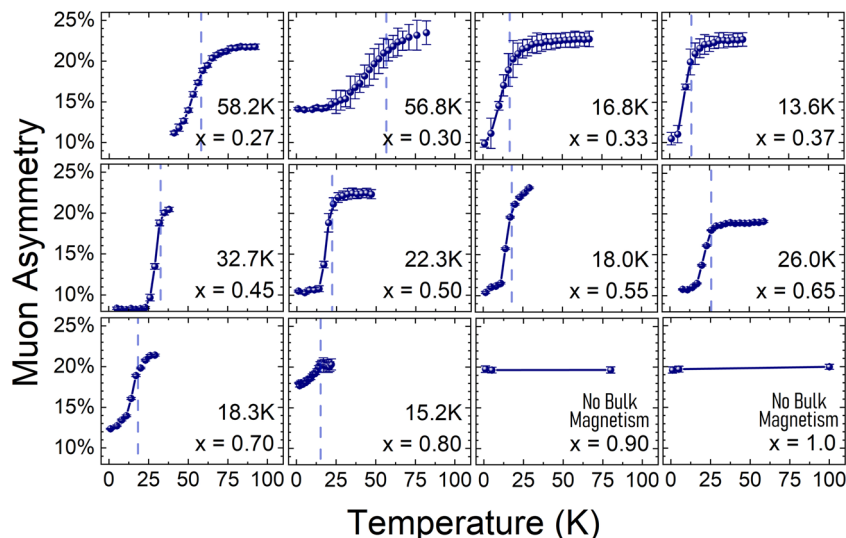 Muon Asymmetry
25%
20%
15%
10%
58.2K
x = 0.27
56.8K
x = 0.30
16.8K
x = 0.33
13.6K
x = 0.37
25%
20%
15%
10%
32.7K
x = 0.45
22.3K
x = 0.50
18.0K
x = 0.55
26.0K
x = 0.65
25%
20%
15%
10%
18.3K
x = 0.70
15.2K
x = 0.80
No Bulk
Magnetism
x = 0.90
No Bulk
Magnetism
x = 1.0
0 25 50 75 100
0 25 50 75 100
0 25 50 75 100
0 25 50 75 100
Temperature (K)